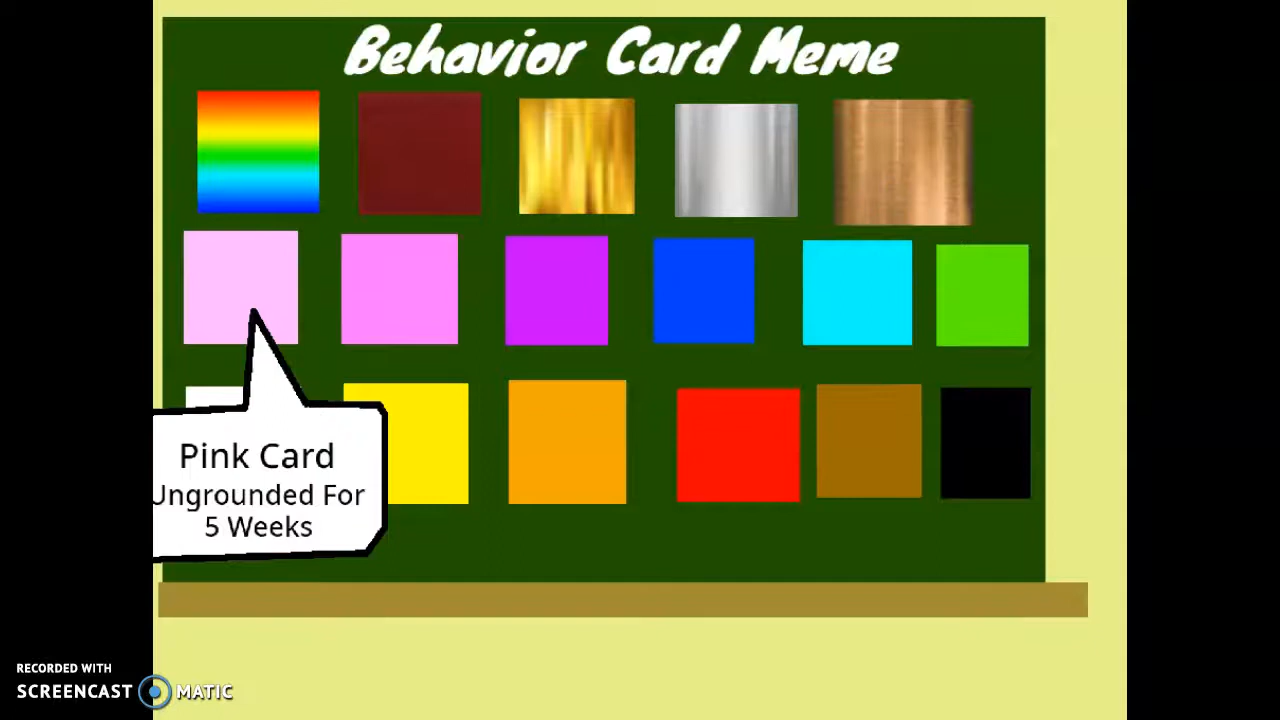 Behavior Card Meme
Pink Card
Ungrounded For
5 Weeks
RECORDED WITH
SCREENCAST MATIC